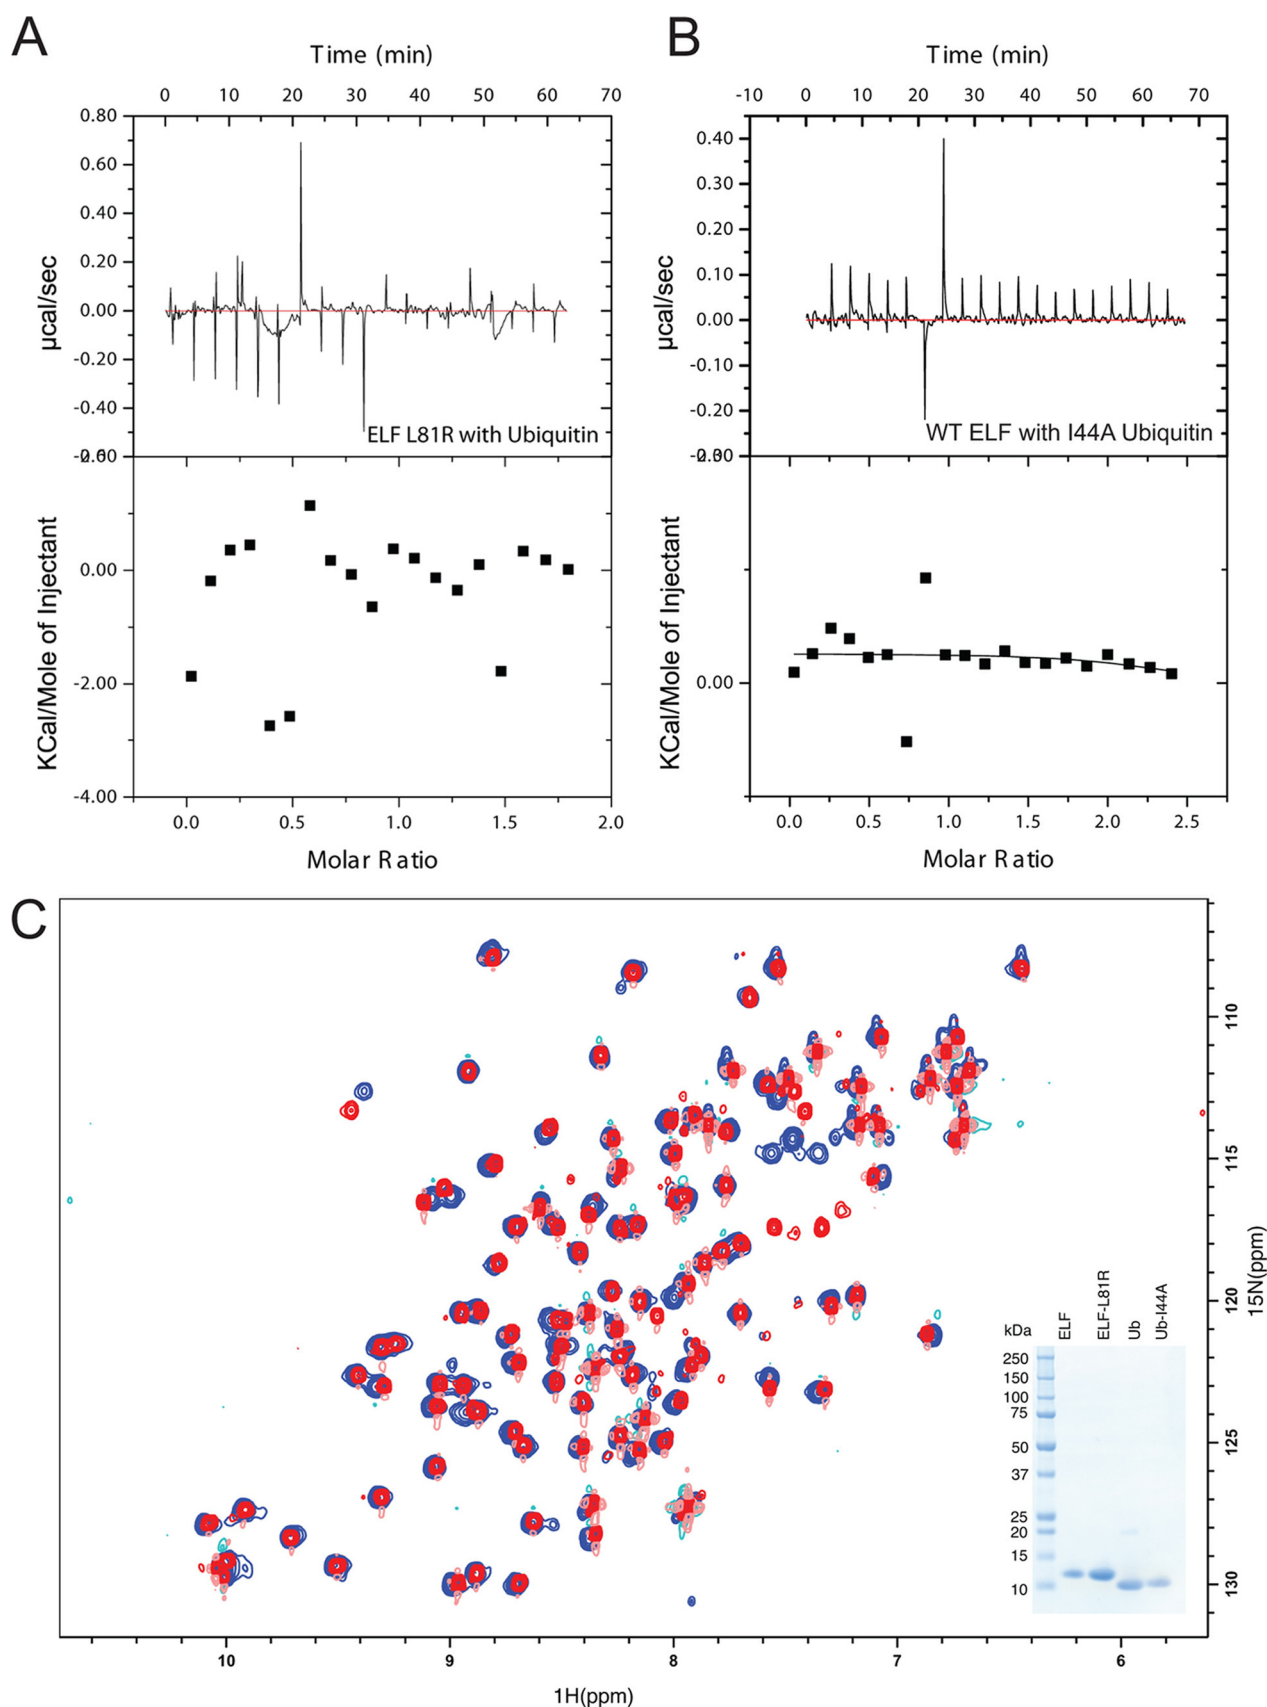 A
Time (min)
0 10 20 30 40 50 60 70
0.80
0.60
0.40
0.20
0.00
-0.20
-0.40
µcal/sec
ELF L81R with Ubiquitin
0.00
-2.00
-4.00
KCal/Mole of Injectant
0.0 0.5 1.0 1.5 2.0
Molar Ratio
B
Time (min)
-10 0 10 20 30 40 50 60 70
0.40
0.30
0.20
0.10
0.00
-0.10
-0.20
µcal/sec
WT ELF with I44A Ubiquitin
0.00
KCal/Mole of Injectant
0.0 0.5 1.0 1.5 2.0 2.5
Molar Ratio
C
110
115
120
125
130
15N(ppm)
kDa ELF ELF-L81R Ub Ub-I44A
250
150
100
75
50
37
25
20
15
10
10 9 8 7 6
1H(ppm)